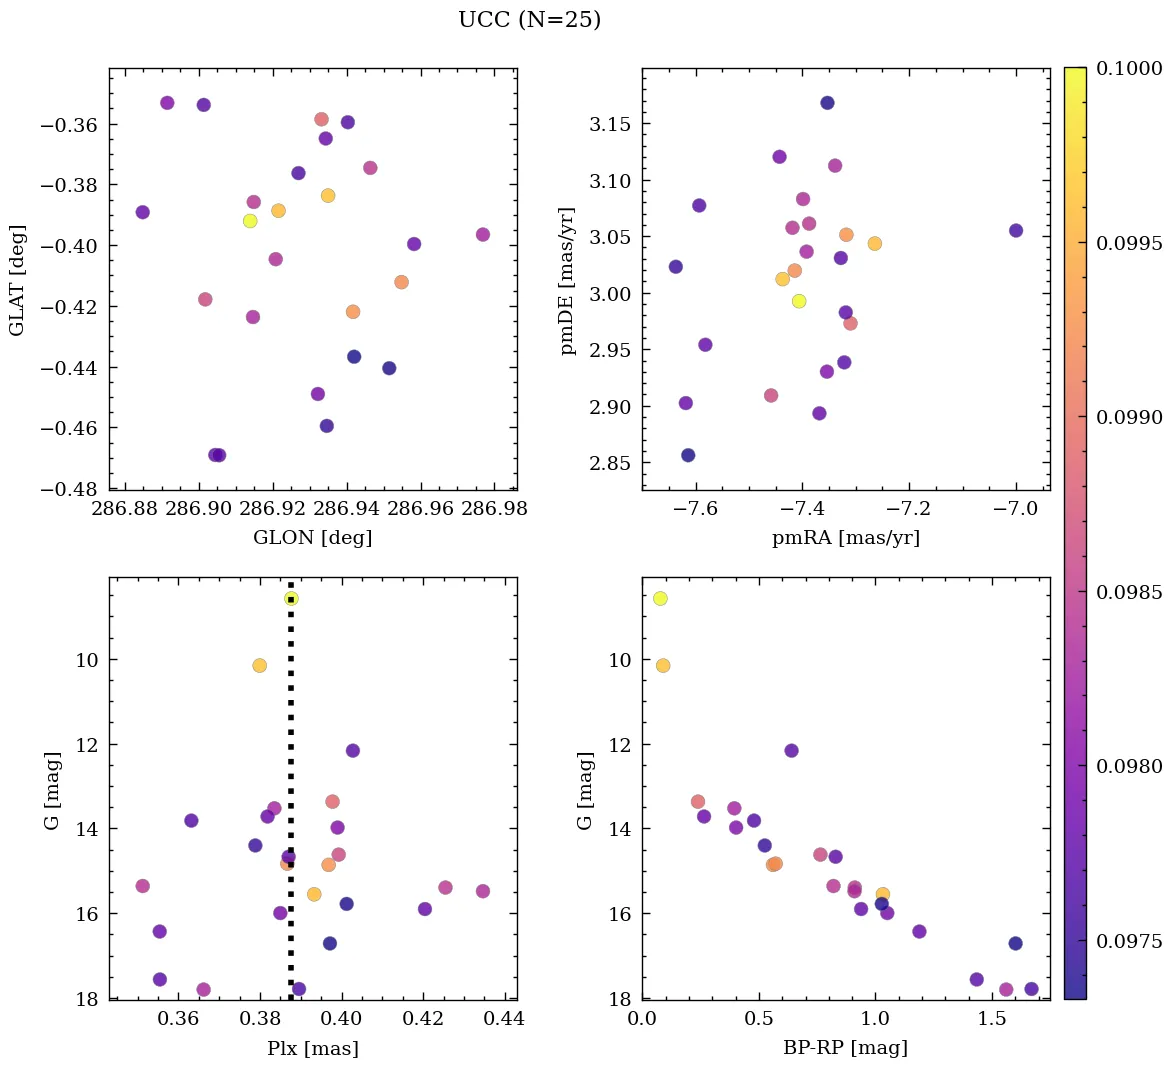 UCC (N=25)
−0.36
−0.38
−0.40
−0.42
−0.44
−0.46
−0.48
GLAT [deg]
286.88 286.90 286.92 286.94 286.96 286.98
GLON [deg]
3.15
3.10
3.05
3.00
2.95
2.90
2.85
pmDE [mas/yr]
−7.6 −7.4 −7.2 −7.0
pmRA [mas/yr]
10
12
14
16
18
G [mag]
0.36 0.38 0.40 0.42 0.44
Plx [mas]
10
12
14
16
18
G [mag]
0.0 0.5 1.0 1.5
BP-RP [mag]
0.1000
0.0995
0.0990
0.0985
0.0980
0.0975